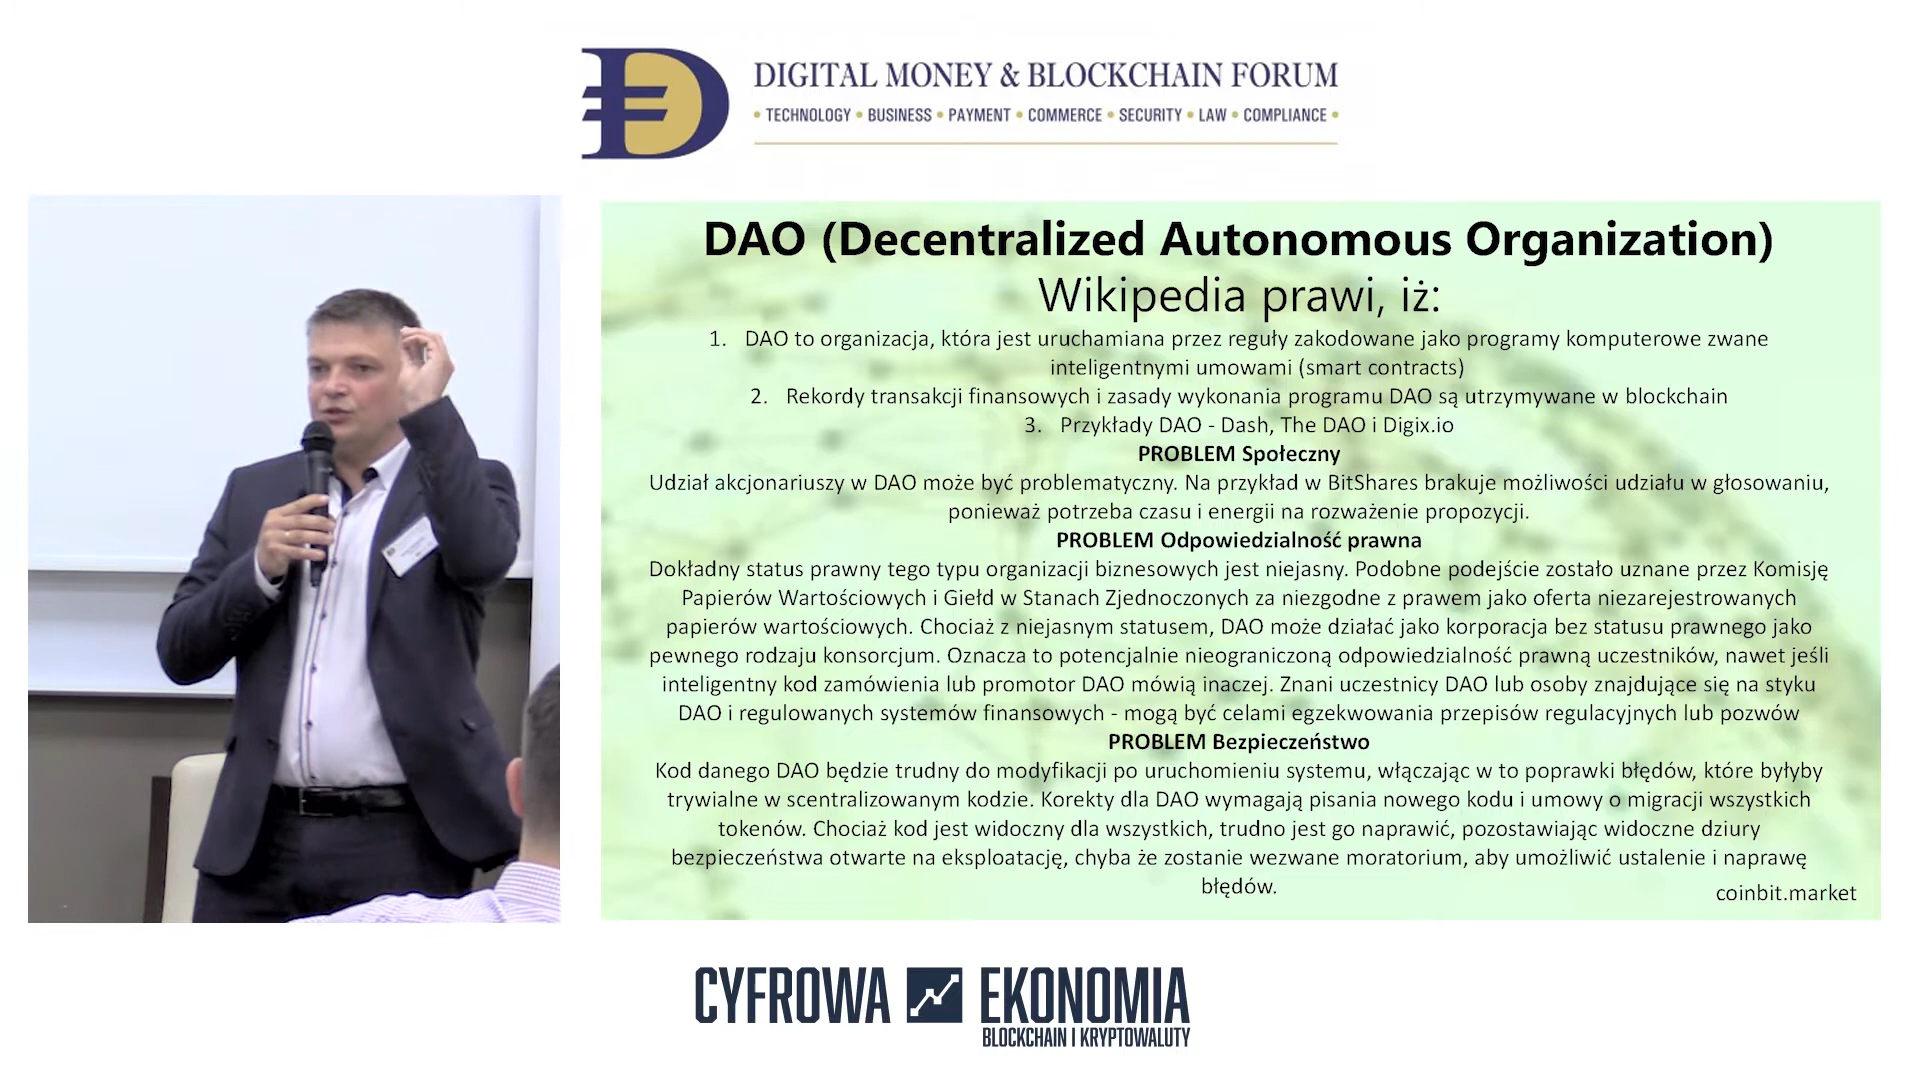 DIGITAL MONEY & BLOCKCHAIN FORUM
• TECHNOLOGY • BUSINESS • PAYMENT • COMMERCE • SECURITY • LAW • COMPLIANCE •
DAO (Decentralized Autonomous Organization)
Wikipedia prawi, iż:
1. DAO to organizacja, która jest uruchamiana przez reguły zakodowane jako programy komputerowe zwane
inteligentnymi umowami (smart contracts)
2. Rekordy transakcji finansowych i zasady wykonania programu DAO są utrzymywane w blockchain
3. Przykłady DAO - Dash, The DAO i Digix.io
PROBLEM Społeczny
Udział akcjonariuszy w DAO może być problematyczny. Na przykład w BitShares brakuje możliwości udziału w głosowaniu,
ponieważ potrzeba czasu i energii na rozważenie propozycji.
PROBLEM Odpowiedzialność prawna
Dokładny status prawny tego typu organizacji biznesowych jest niejasny. Podobne podejście zostało uznane przez Komisję
Papierów Wartościowych i Giełd w Stanach Zjednoczonych za niezgodne z prawem jako oferta niezarejestrowanych
papierów wartościowych. Chociaż z niejasnym statusem, DAO może działać jako korporacja bez statusu prawnego jako
pewnego rodzaju konsorcjum. Oznacza to potencjalnie nieograniczoną odpowiedzialność prawną uczestników, nawet jeśli
inteligentny kod zamówienia lub promotor DAO mówią inaczej. Znani uczestnicy DAO lub osoby znajdujące się na styku
DAO i regulowanych systemów finansowych - mogą być celami egzekwowania przepisów regulacyjnych lub pozwów
PROBLEM Bezpieczeństwo
Kod danego DAO będzie trudny do modyfikacji po uruchomieniu systemu, włączając w to poprawki błędów, które byłyby
trywialne w scentralizowanym kodzie. Korekty dla DAO wymagają pisania nowego kodu i umowy o migracji wszystkich
tokenów. Chociaż kod jest widoczny dla wszystkich, trudno jest go naprawić, pozostawiając widoczne dziury
bezpieczeństwa otwarte na eksploatację, chyba że zostanie wezwane moratorium, aby umożliwić ustalenie i naprawę
błędów.
coinbit.market
CYFROWA EKONOMIA
BLOCKCHAIN I KRYPTOWALUTY